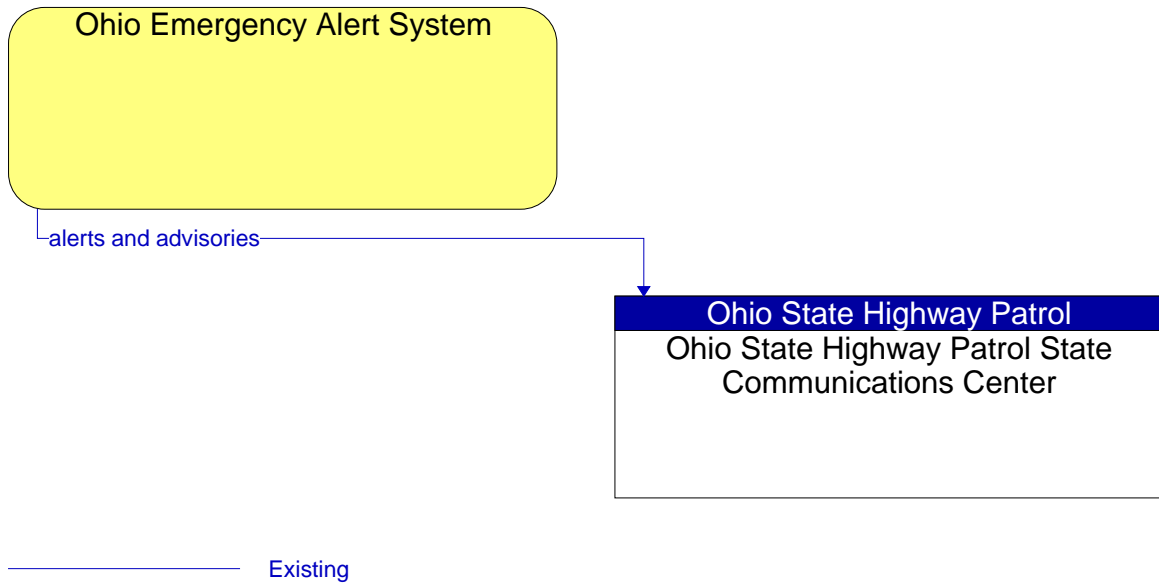 Ohio Emergency Alert System
alerts and advisories
Ohio State Highway Patrol
Ohio State Highway Patrol State
Communications Center
Existing